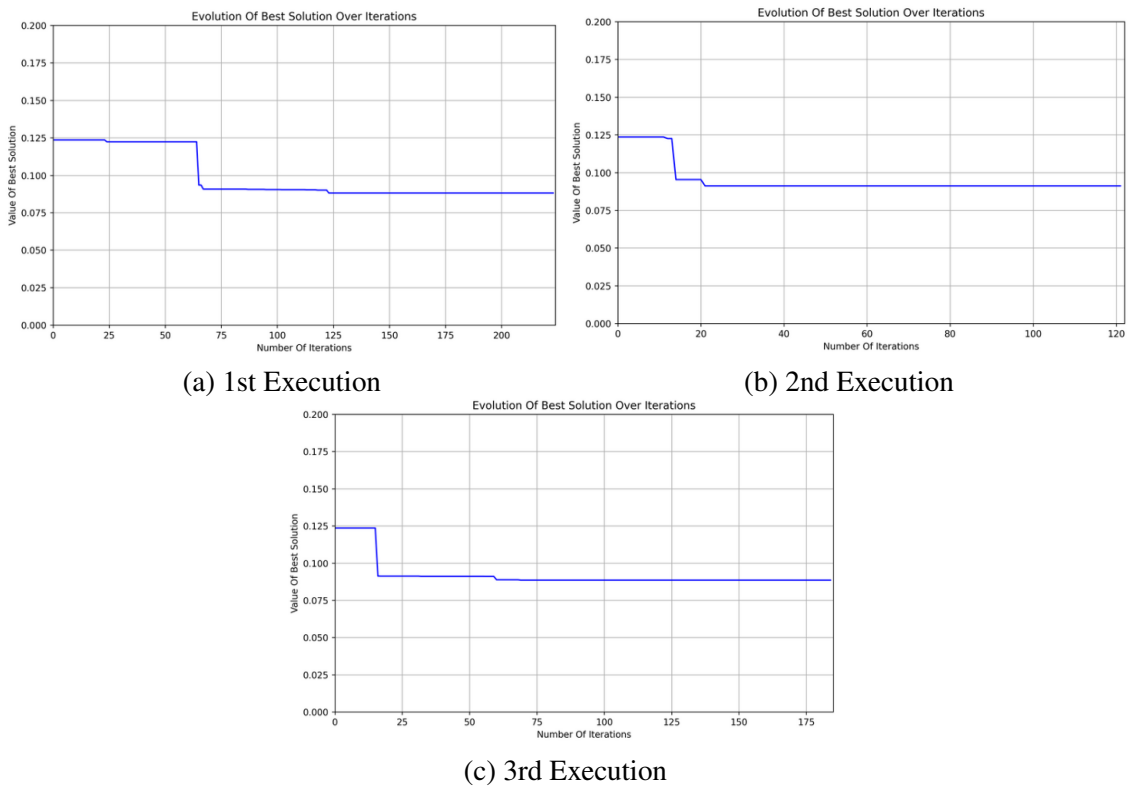 Evolution Of Best Solution Over Iterations
0.200
0.175
0.150
0.125
0.100
0.075
0.050
0.025
0.000
Value Of Best Solution
0 25 50 75 100 125 150 175 200
Number Of Iterations
(a) 1st Execution
Evolution Of Best Solution Over Iterations
0.200
0.175
0.150
0.125
0.100
0.075
0.050
0.025
0.000
Value Of Best Solution
0 20 40 60 80 100 120
Number Of Iterations
(b) 2nd Execution
Evolution Of Best Solution Over Iterations
0.200
0.175
0.150
0.125
0.100
0.075
0.050
0.025
0.000
Value Of Best Solution
0 25 50 75 100 125 150 175
Number Of Iterations
(c) 3rd Execution